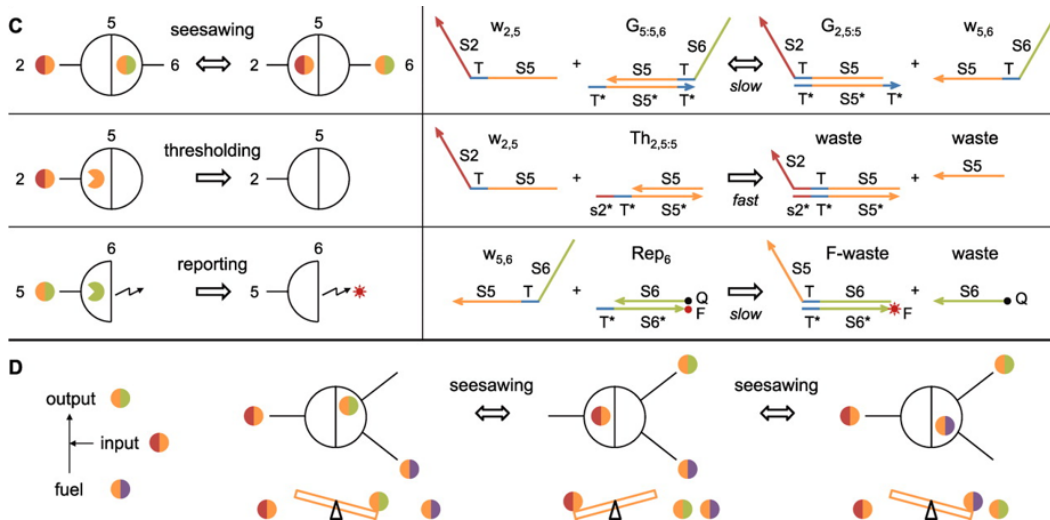 C
5 seesawing 5
2 6 2 6
w2,5 G5:5,6 G2,5:5 w5,6
S2 S6 S2 S6
T S5 + S5 T T S5 + S5 T
slow
T* S5* T* T* S5* T*
5 thresholding 5
2 2
w2,5 Th2,5:5 waste waste
S2 S2 S5
T S5 + S5 T S5 +
fast
s2* T* S5* s2* T* S5*
6 reporting 6
5 5
w5,6 Rep6 F-waste waste
S6 S5
S5 T + S6 Q T S6 + S6 Q
F F
slow
T* S6* T* S6*
D
seesawing seesawing
output
input
fuel